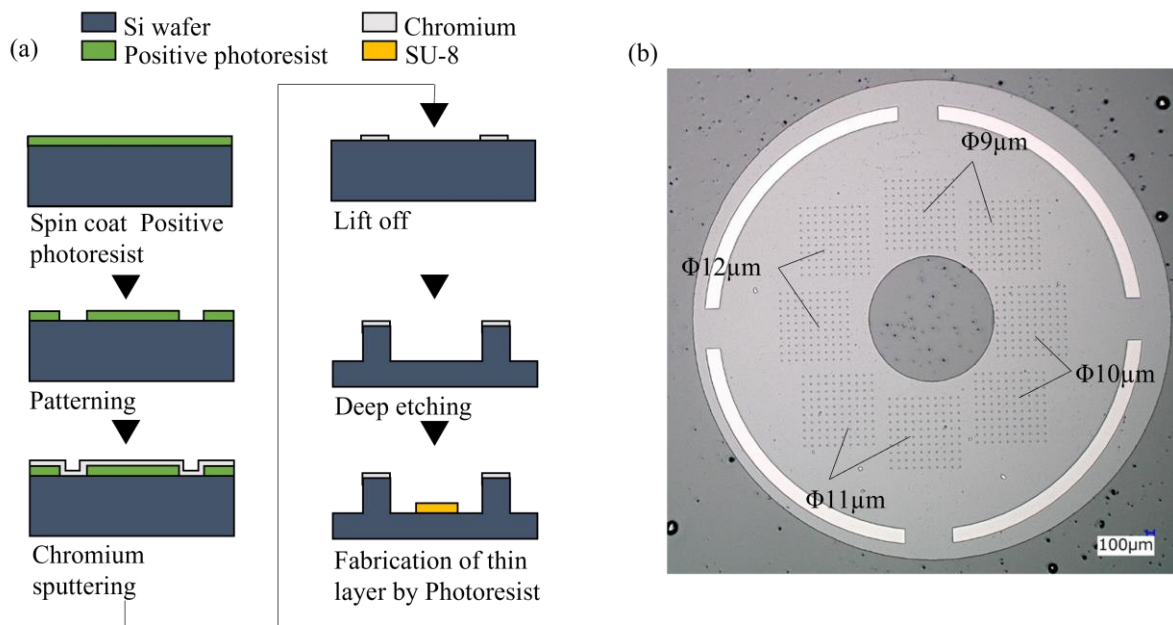 (a)
Si wafer
Positive photoresist
Chromium
SU-8
Spin coat Positive
photoresist
Patterning
Chromium
sputtering
Lift off
Deep etching
Fabrication of thin
layer by Photoresist
(b)
Φ9μm
Φ12μm
Φ10μm
Φ11μm
100μm